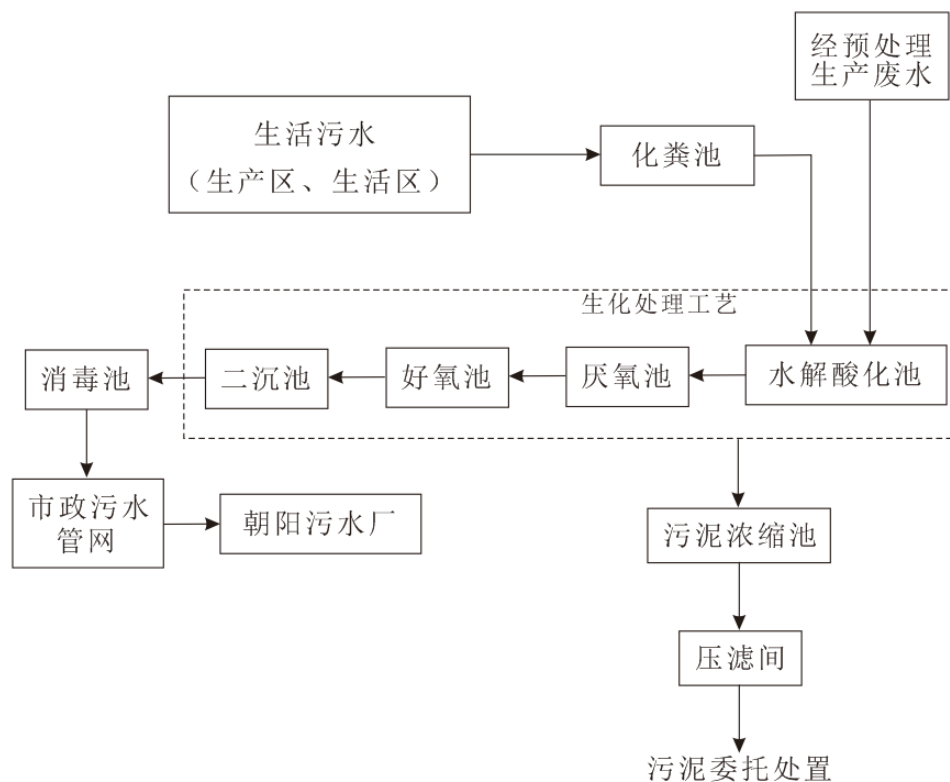 经预处理
生产废水
生活污水
（生产区、生活区）
化粪池
生化处理工艺
消毒池
二沉池
好氧池
厌氧池
水解酸化池
市政污水
管网
朝阳污水厂
污泥浓缩池
压滤间
污泥委托处置